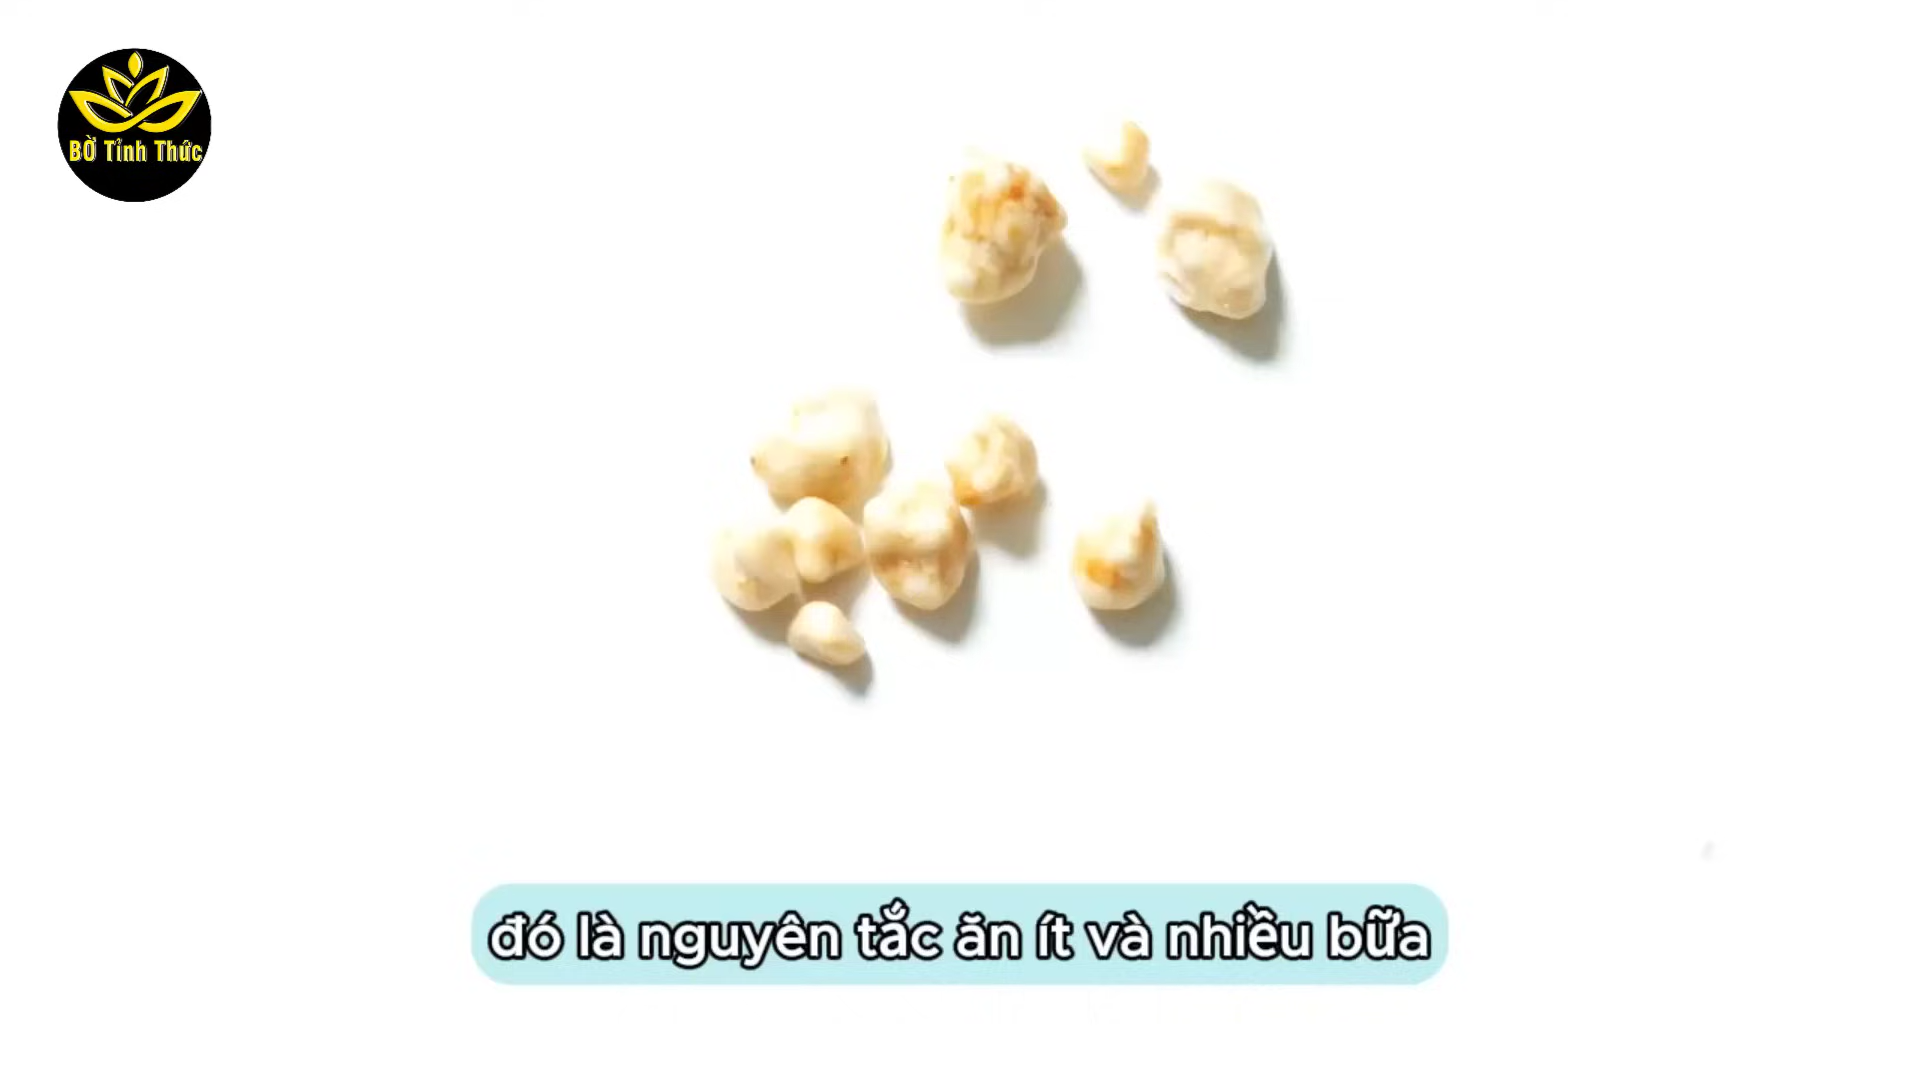 BỜ Tỉnh Thức
đó là nguyên tắc ăn ít và nhiều bữa